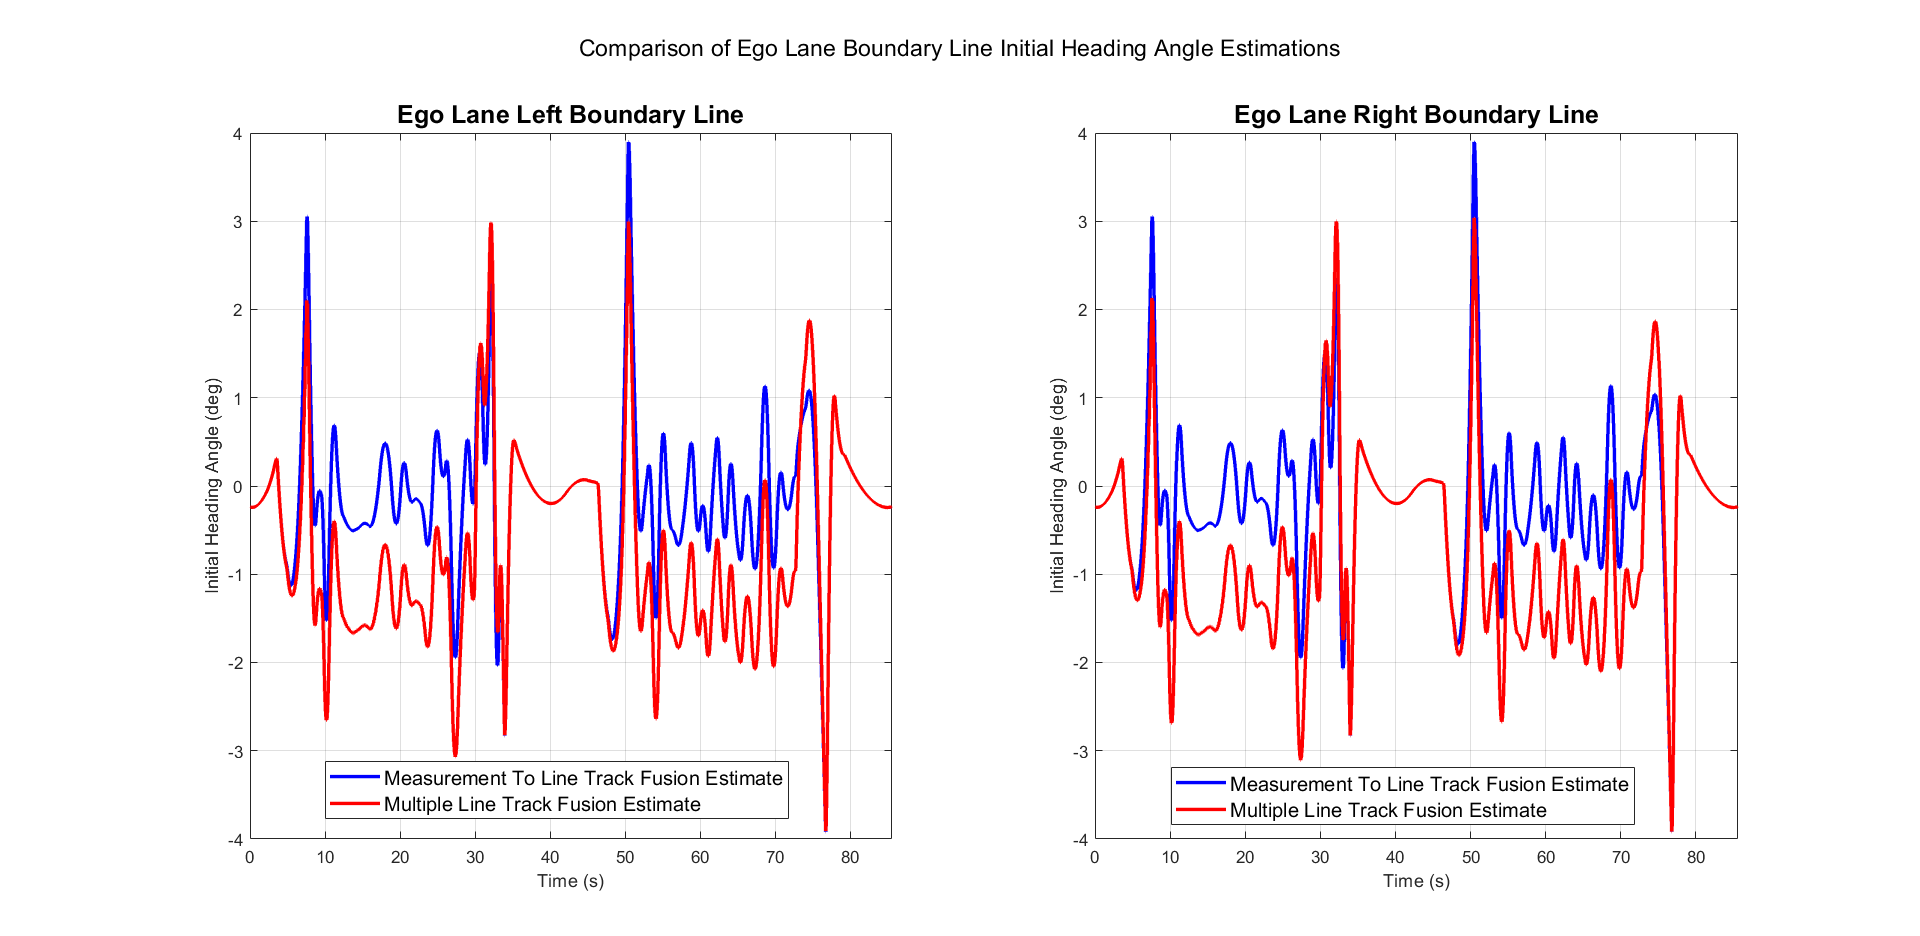 Comparison of Ego Lane Boundary Line Initial Heading Angle Estimations
Ego Lane Left Boundary Line
4
3
2
1
0
-1
-2
-3
-4
Initial Heading Angle (deg)
Measurement To Line Track Fusion Estimate
Multiple Line Track Fusion Estimate
0 10 20 30 40 50 60 70 80
Time (s)
Ego Lane Right Boundary Line
4
3
2
1
0
-1
-2
-3
-4
Initial Heading Angle (deg)
Measurement To Line Track Fusion Estimate
Multiple Line Track Fusion Estimate
0 10 20 30 40 50 60 70 80
Time (s)